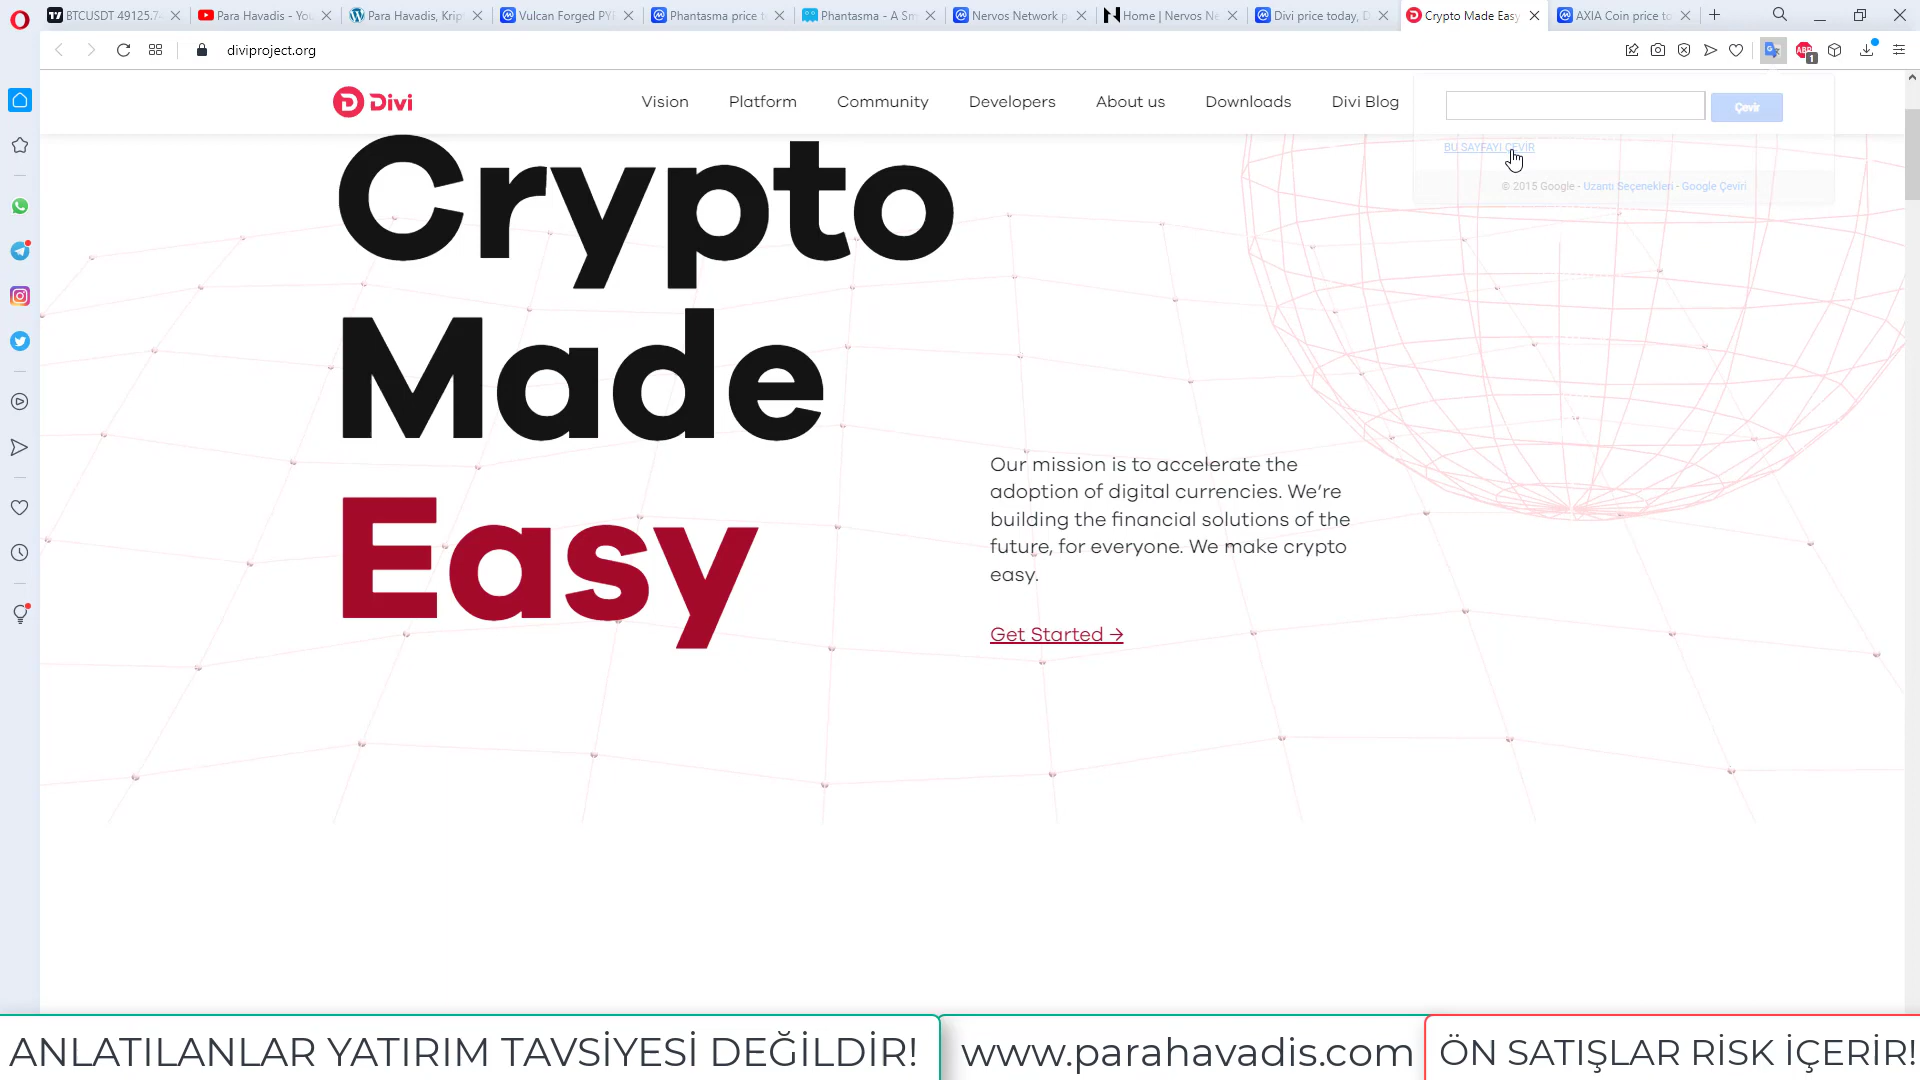 BTCUSDT 49125.7
Para Havadis - You
Para Havadis, Krip
Vulcan Forged PY
Phantasma price t
Phantasma - A Sm
Nervos Network p
Home | Nervos Ne
Divi price today, D
Crypto Made Easy
AXIA Coin price to
diviproject.org
ABP
1
Divi
Vision
Platform
Community
Developers
About us
Downloads
Divi Blog
Çevir
BU SAYFAYI ÇEVİR
© 2015 Google - Uzantı Seçenekleri - Google Çeviri
Crypto
Made
Easy
Our mission is to accelerate the
adoption of digital currencies. We’re
building the financial solutions of the
future, for everyone. We make crypto
easy.
Get Started →
ANLATILANLAR YATIRIM TAVSİYESİ DEĞİLDİR!
www.parahavadis.com
ÖN SATIŞLAR RİSK İÇERİR!